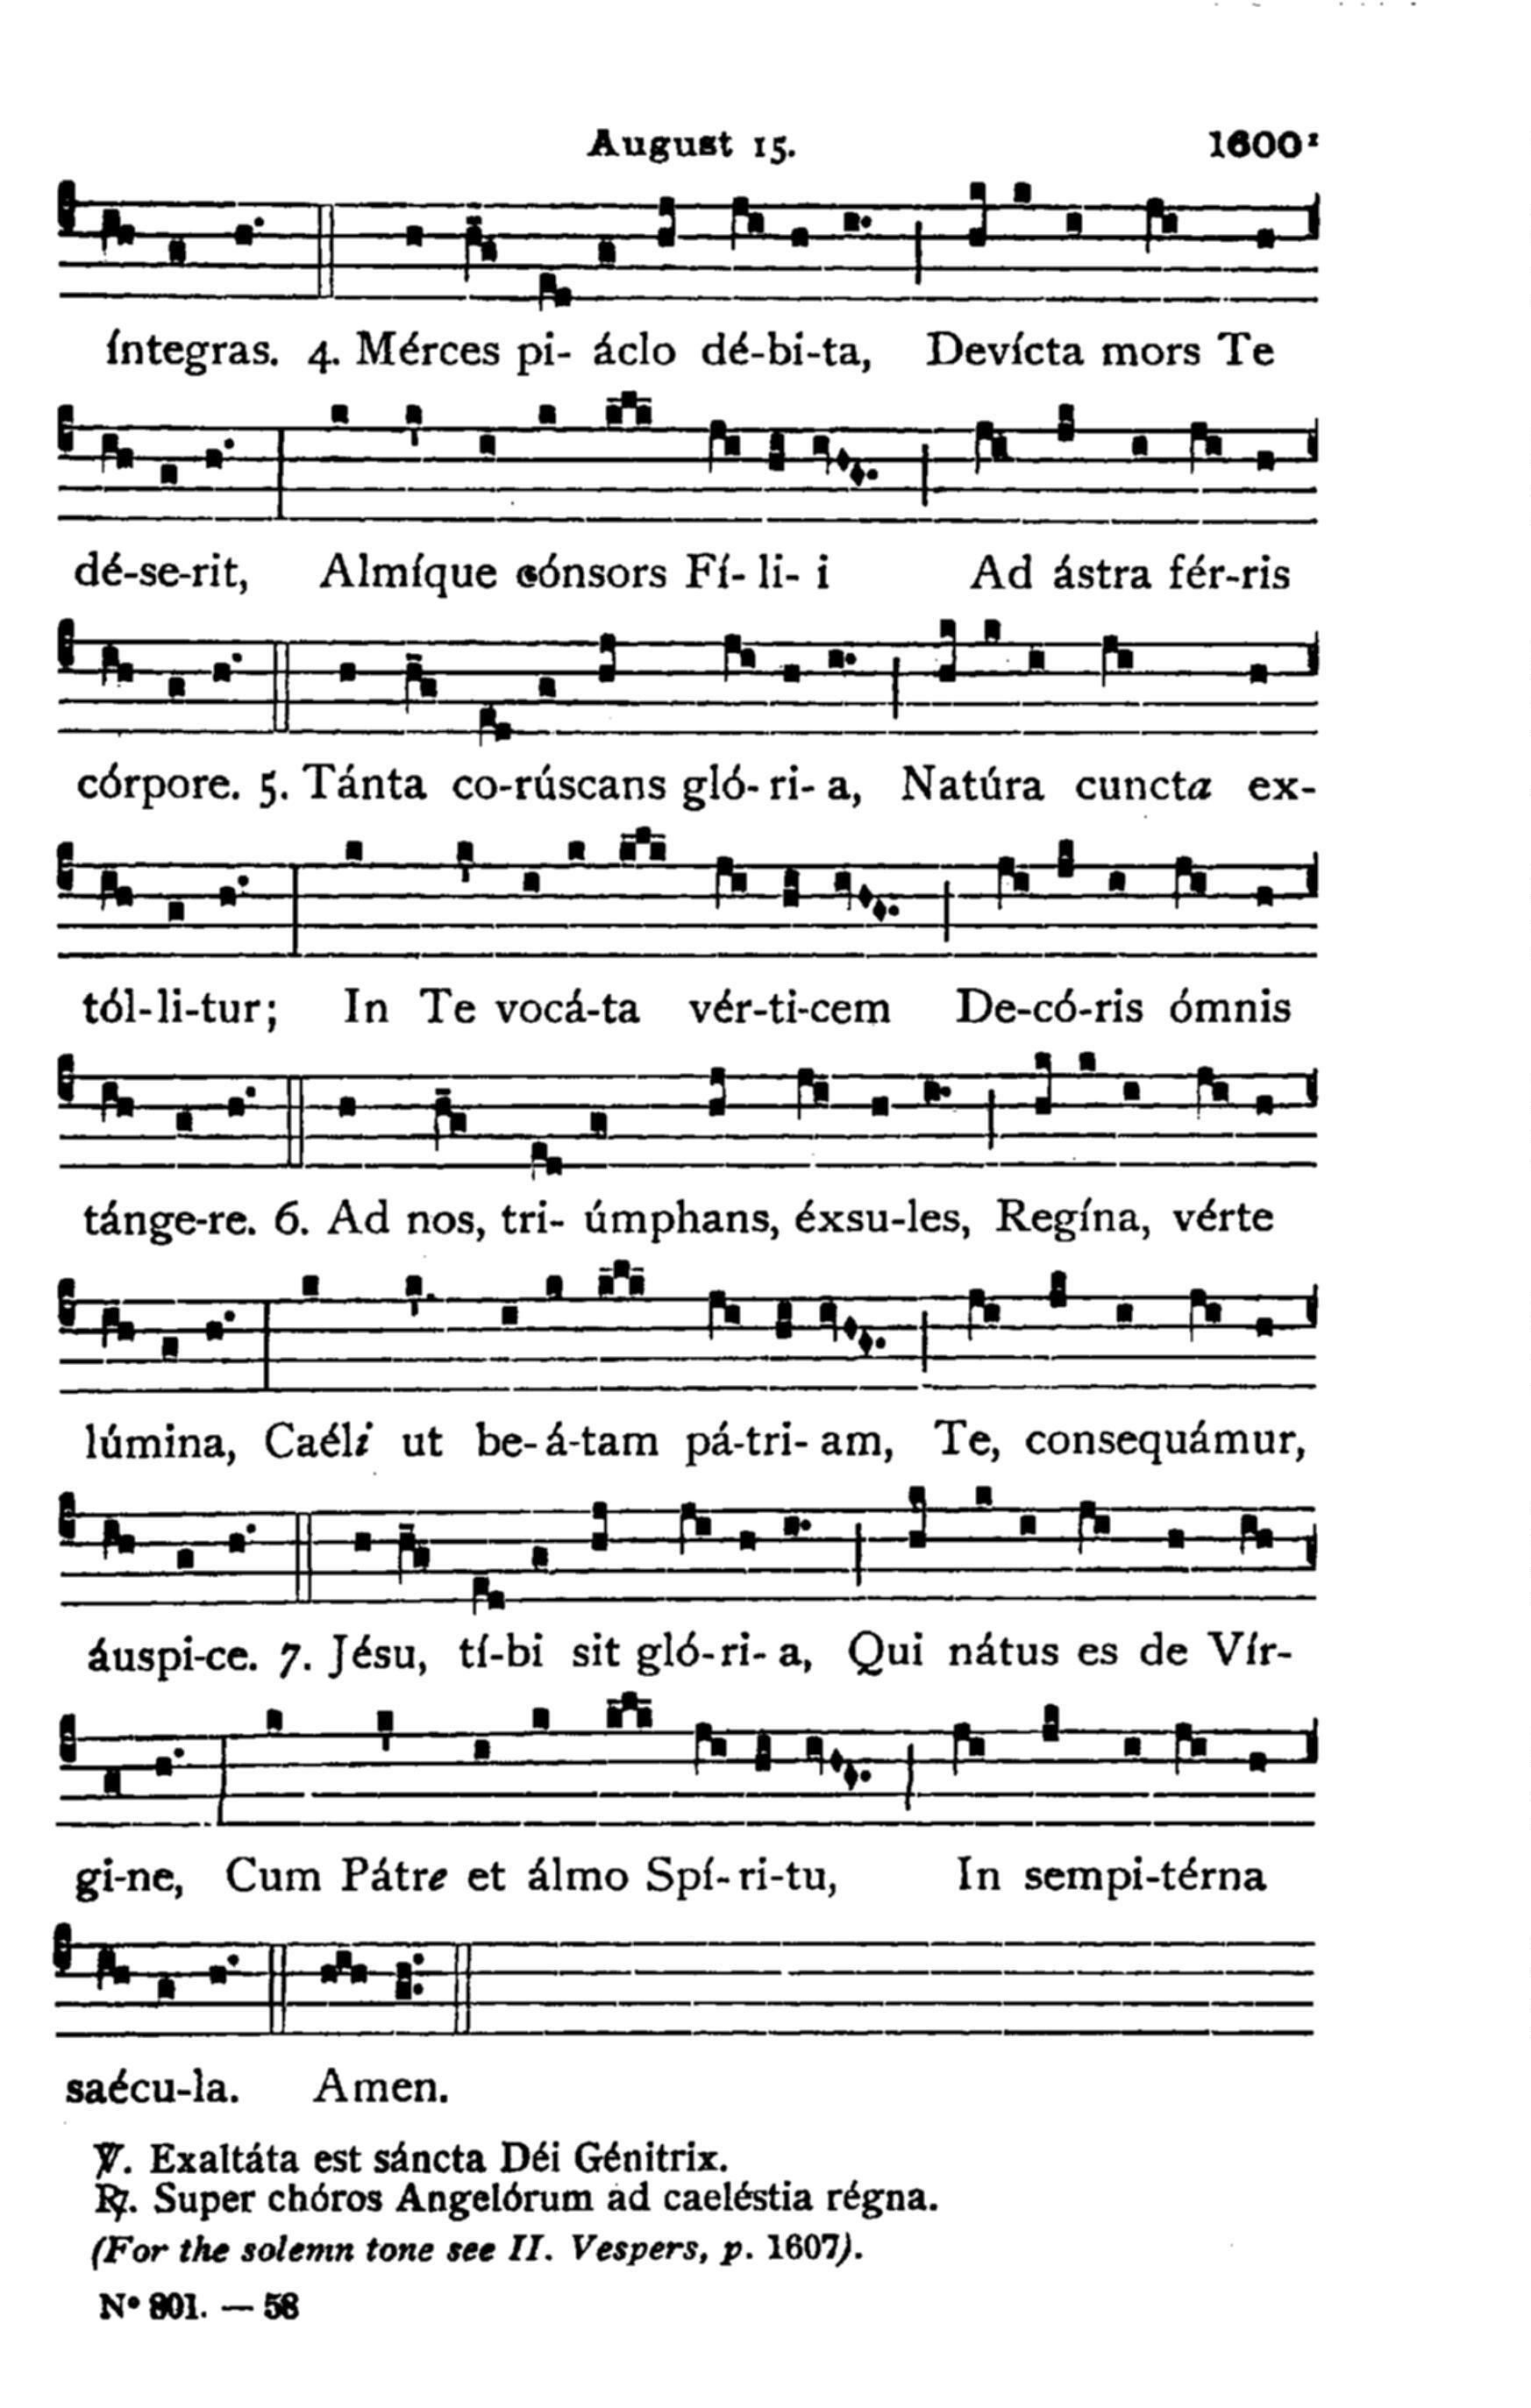 August 15. 1600¹
íntegras. 4. Mérces pi- áclo dé-bi-ta, Devícta mors Te
dé-se-rit, Almíque cónsors Fí- li- i Ad ástra fér-ris
córpore. 5. Tánta co-rúscans gló- ri- a, Natúra cuncta ex-
tól-li-tur; In Te vocá-ta vér-ti-cem De-có-ris ómnis
tánge-re. 6. Ad nos, tri- úmphans, éxsu-les, Regína, vérte
lúmina, Caéli ut be- á-tam pá-tri- am, Te, consequámur,
áuspi-ce. 7. Jésu, tí-bi sit gló-ri- a, Qui nátus es de Vír-
gi-ne, Cum Pátre et álmo Spí- ri-tu, In sempi-térna
saécu-la. Amen.
℣. Exaltáta est sáncta Déi Génitrix.
℟. Super chóros Angelórum ad caeléstia régna.
(For the solemn tone see II. Vespers, p. 1607).
Nº 801. — 58